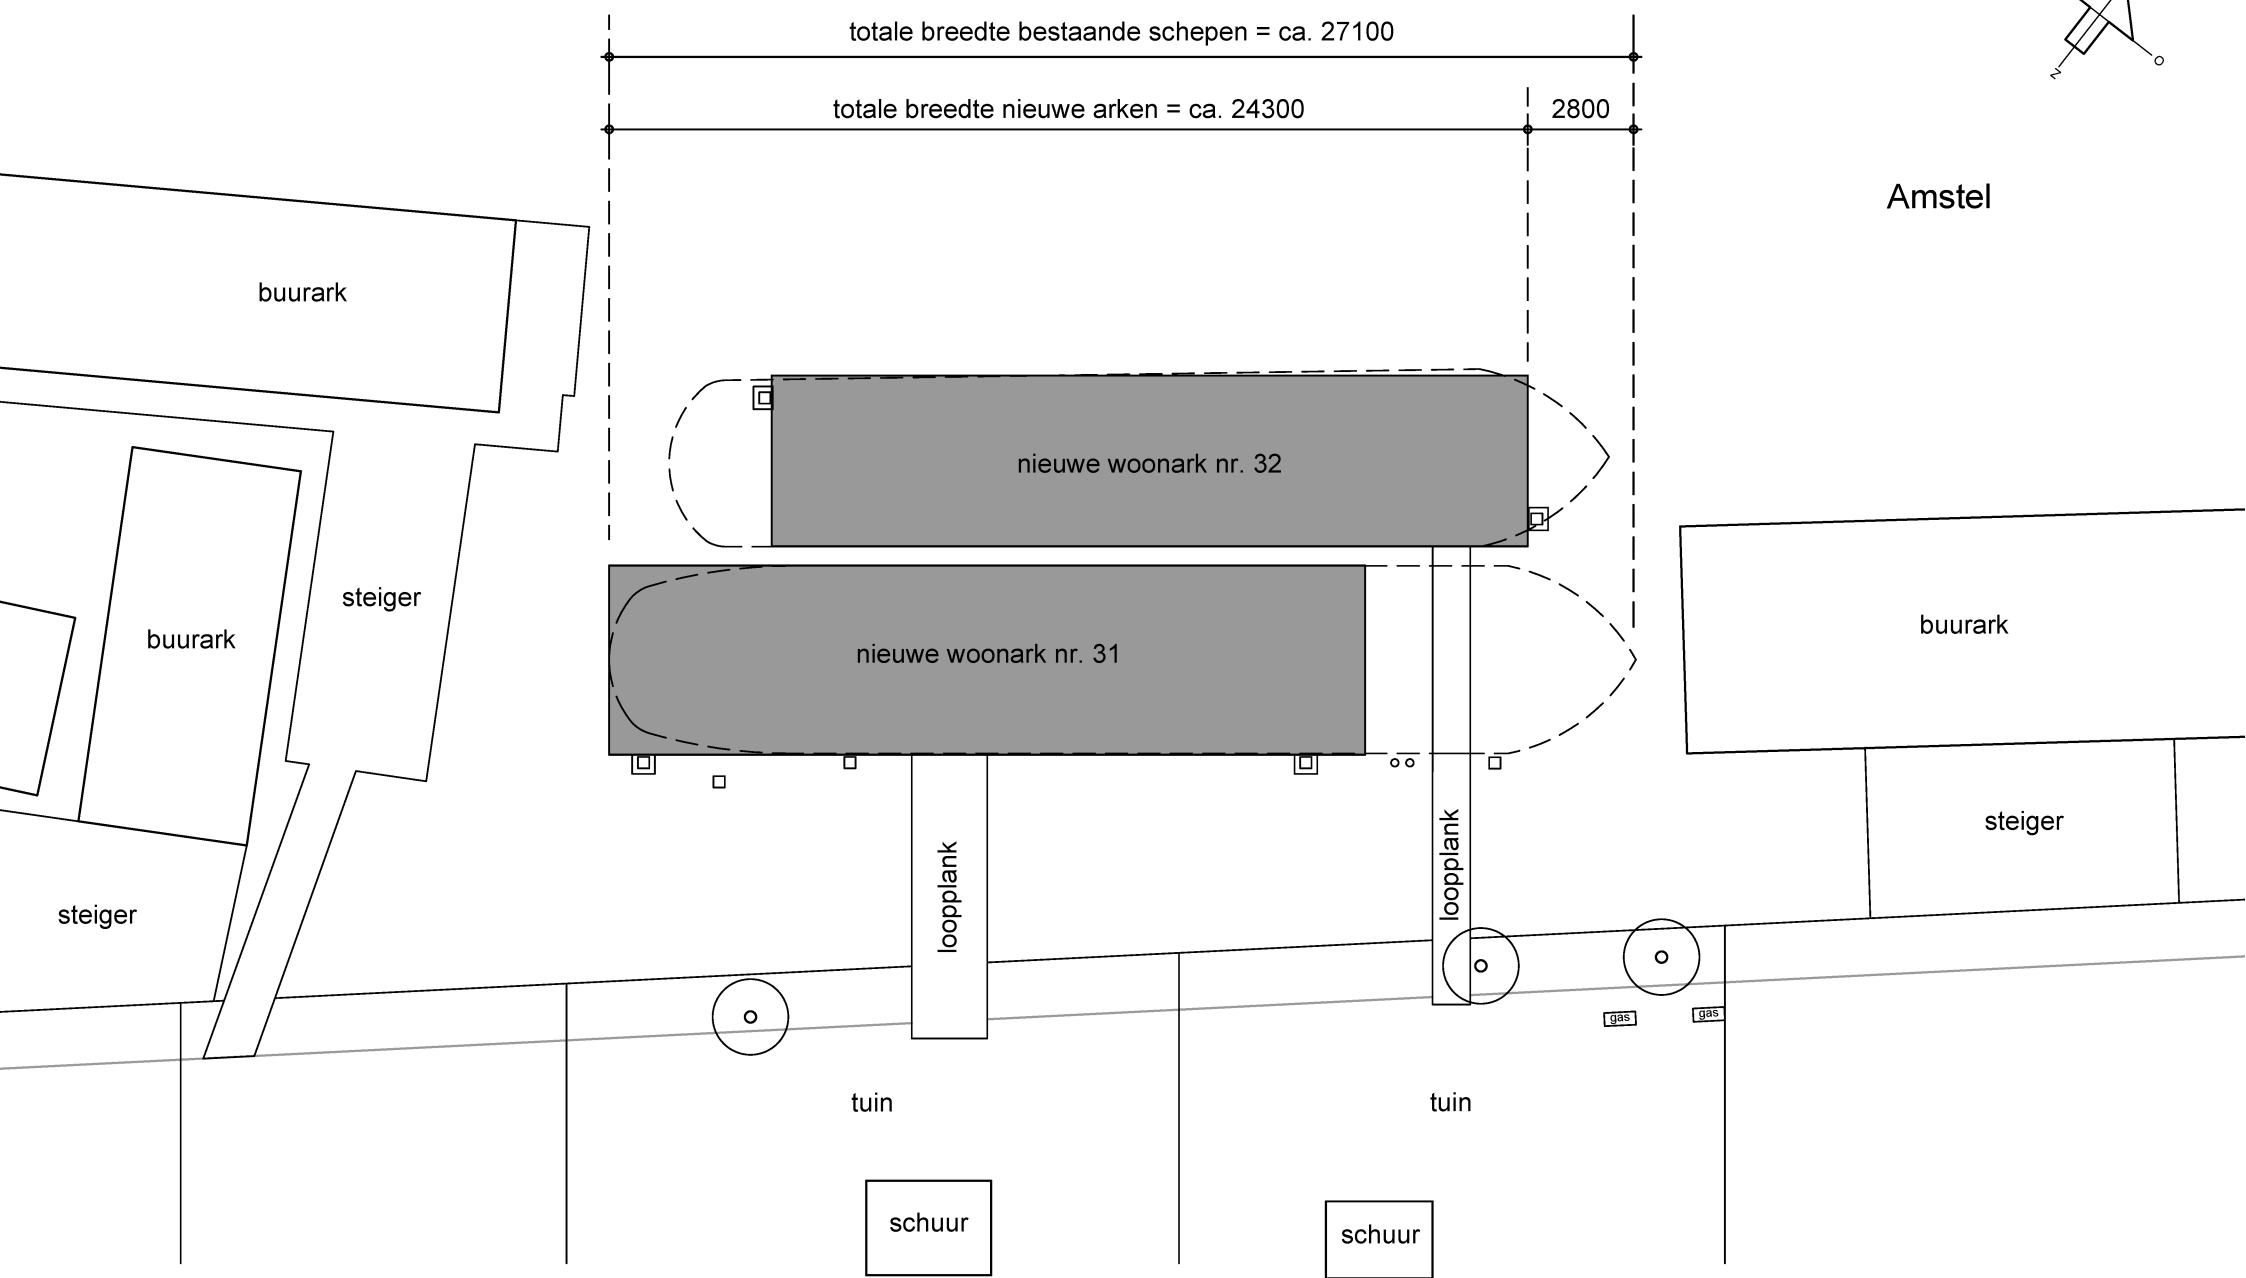 totale breedte bestaande schepen = ca. 27100
totale breedte nieuwe arken = ca. 24300
2800
N
O
Amstel
buurark
nieuwe woonark nr. 32
steiger
buurark
nieuwe woonark nr. 31
buurark
steiger
loopplank
loopplank
steiger
gas
gas
tuin
tuin
schuur
schuur